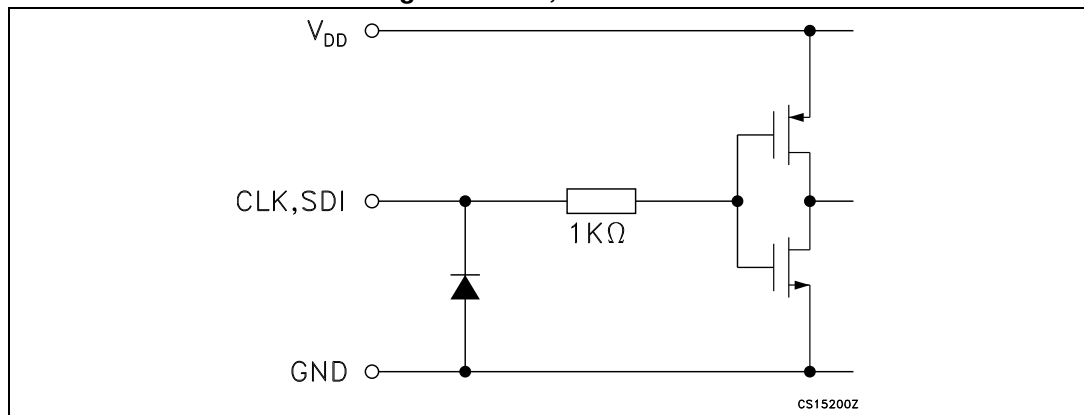 V_DD
CLK,SDI
1KΩ
GND
CS15200Z